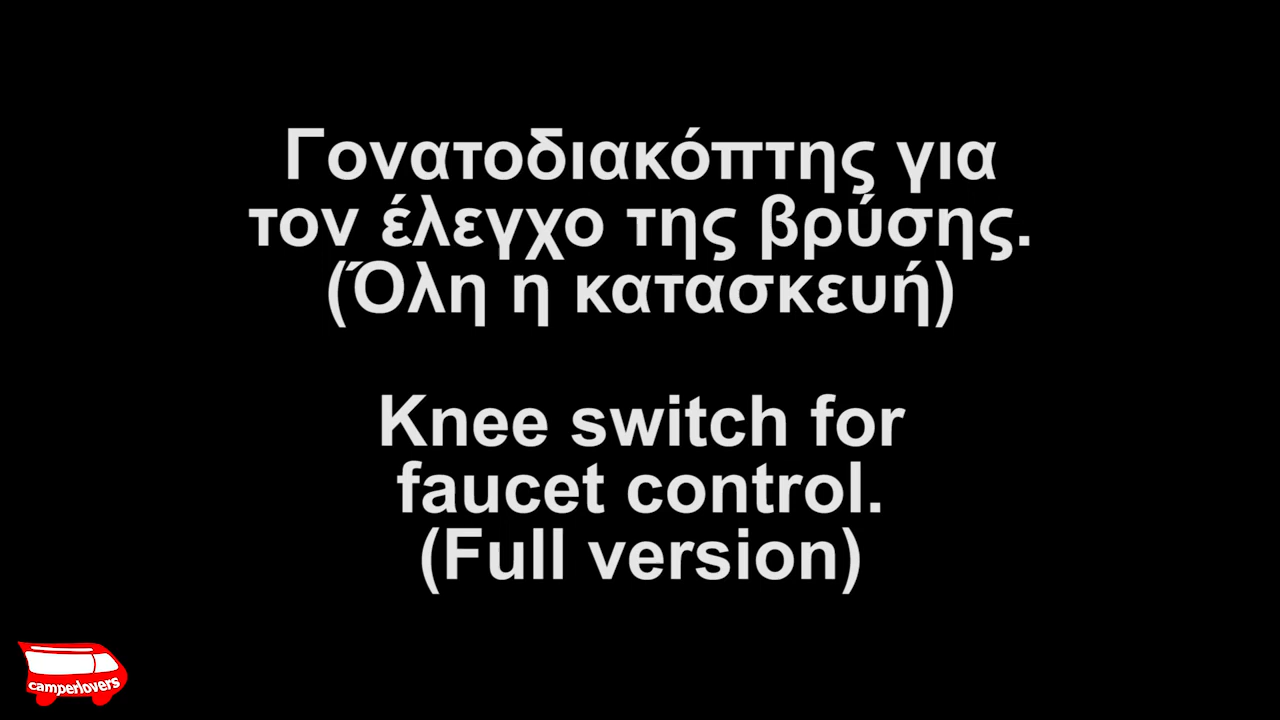 Γονατοδιακόπτης για
τον έλεγχο της βρύσης.
(Όλη η κατασκευή)
Knee switch for
faucet control.
(Full version)
camperlovers